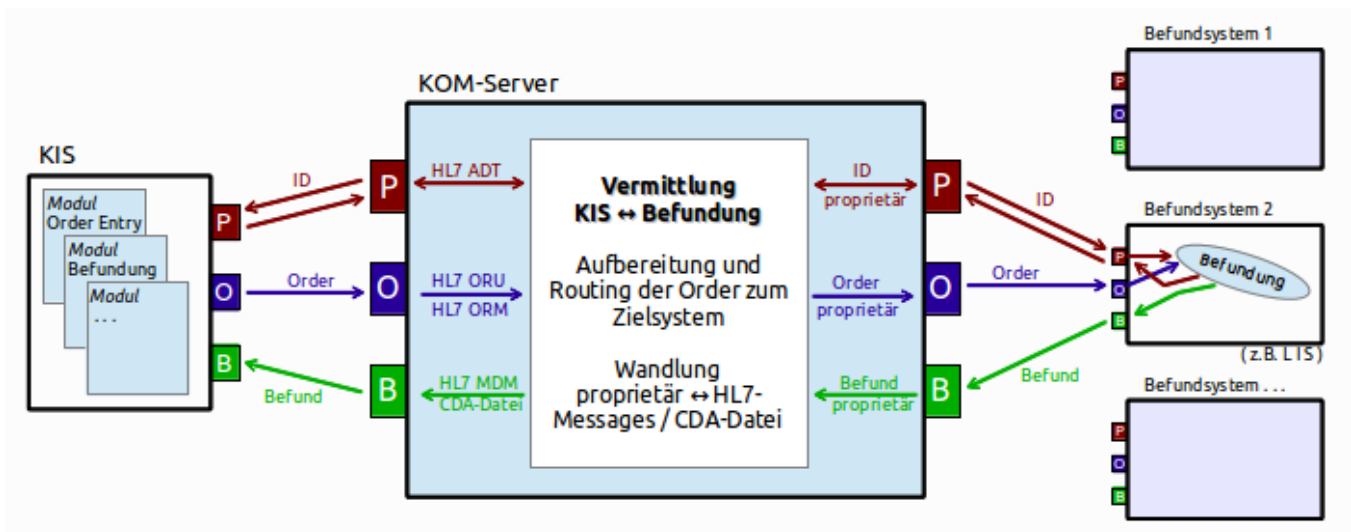 KIS
Modul
Order Entry
Modul
Befundung
Modul
. . .
P
O
B
ID
Order
Befund
KOM-Server
P
O
B
HL7 ADT
HL7 ORU
HL7 ORM
HL7 MDM
CDA-Datei
Vermittlung
KIS ↔ Befundung
Aufbereitung und
Routing der Order zum
Zielsystem
Wandlung
proprietär ↔ HL7-
Messages / CDA-Datei
ID
proprietär
Order
proprietär
Befund
proprietär
P
O
B
ID
Order
Befund
Befundsystem 1
P
O
B
Befundsystem 2
P
O
B
Befundung
(z.B. L I S)
Befundsystem . . .
P
O
B